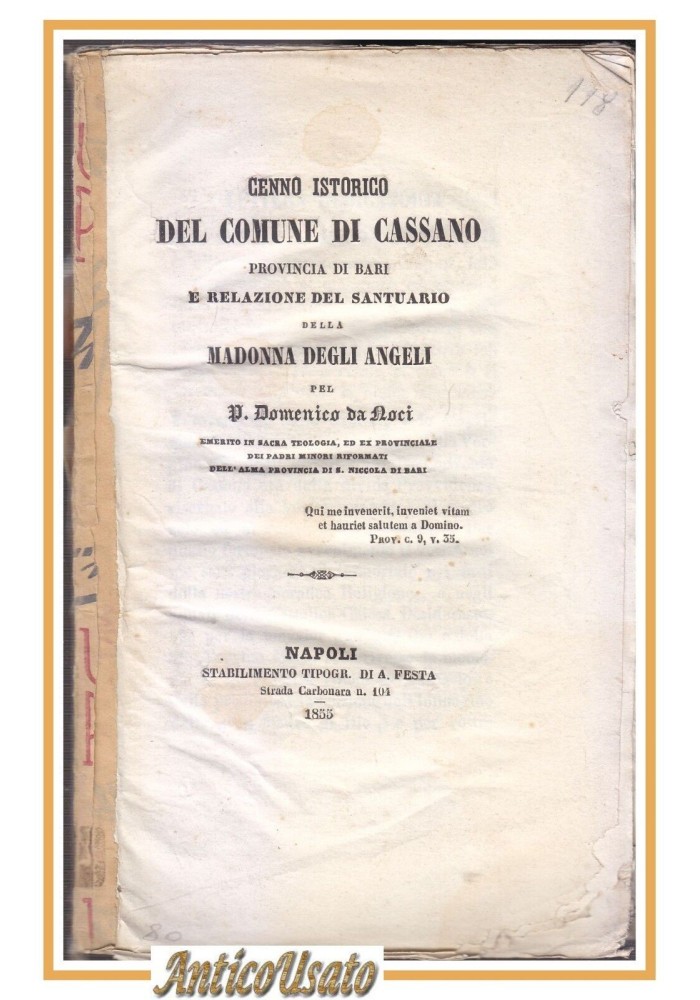 118
CENNO ISTORICO
DEL COMUNE DI CASSANO
PROVINCIA DI BARI
E RELAZIONE DEL SANTUARIO
DELLA
MADONNA DEGLI ANGELI
PEL
P. Domenico da Noci
EMERITO IN SACRA TEOLOGIA, ED EX PROVINCIALE
DEI PADRI MINORI RIFORMATI
DELL'ALMA PROVINCIA DI S. NICCOLA DI BARI
Qui me invenerit, inveniet vitam
et hauriet salutem a Domino.
PROV. c. 9, v. 35.
NAPOLI
STABILIMENTO TIPOGR. DI A. FESTA
Strada Carbonara n. 104
1855
80
AnticoUsato